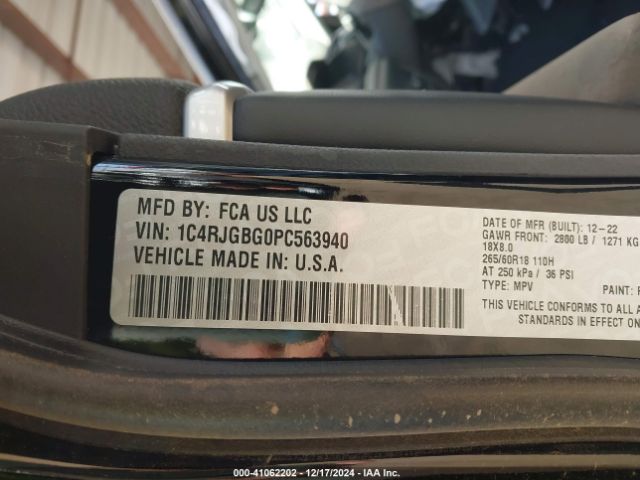 MFD BY: FCA US LLC
VIN: 1C4RJGBG0PC563940
VEHICLE MADE IN: U.S.A.
DATE OF MFR (BUILT): 12-22
GAWR FRONT: 2800 LB / 1271 KG
18X8.0
265/60R18 110H
AT 250 kPa / 36 PSI
TYPE: MPV
PAINT:
THIS VEHICLE CONFORMS TO ALL
STANDARDS IN EFFECT ON
000-41062202 - 12/17/2024 - IAA Inc.